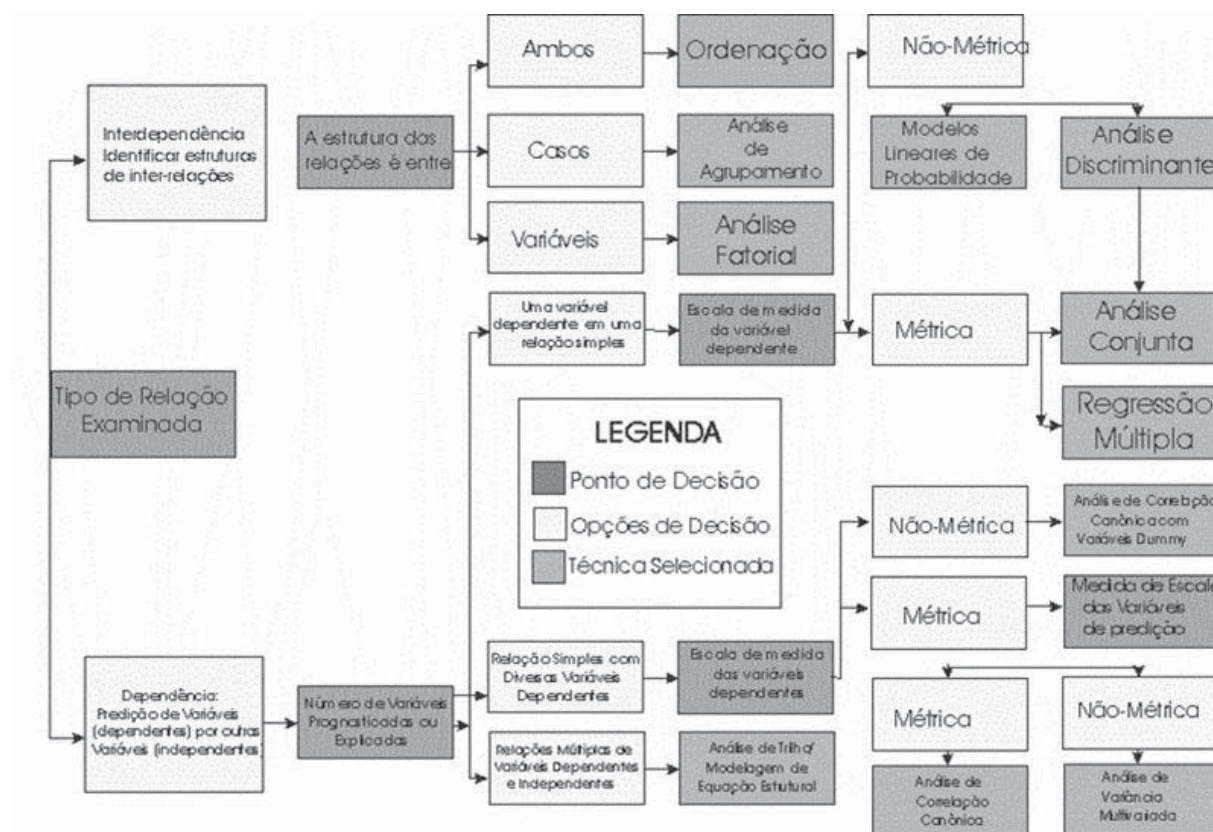 Ambos
Ordenação
Não-Métrica
Interdependência
Identificar estruturas
de inter-relações
A estrutura das
relações é entre
Casos
Análise
de
Agrupamento
Modelos
Lineares de
Probabilidade
Análise
Discriminante
Variáveis
Análise
Fatorial
Uma variável
dependente em uma
relação simples
Escala de medida
da variável
dependente
Métrica
Análise
Conjunta
Tipo de Relação
Examinada
Regressão
Múltipla
LEGENDA
Ponto de Decisão
Opções de Decisão
Técnica Selecionada
Não-Métrica
Análise de Correlação
Canônica com
Variáveis Dummy
Métrica
Medida de Escala
das Variáveis
de predição
Dependência:
Predição de Variáveis
(dependentes) por outras
Variáveis (independentes
Número de Variáveis
Prognosticadas ou
Explicadas
Relação Simples com
Diversas Variáveis
Dependentes
Escala de medida
das variáveis
dependentes
Métrica
Não-Métrica
Relações Múltiplas de
Variáveis Dependentes
e Independentes
Análise de Trilha/
Modelagem de
Equação Estutural
Análise de
Correlação
Canônica
Análise de
Variância
Multivariada